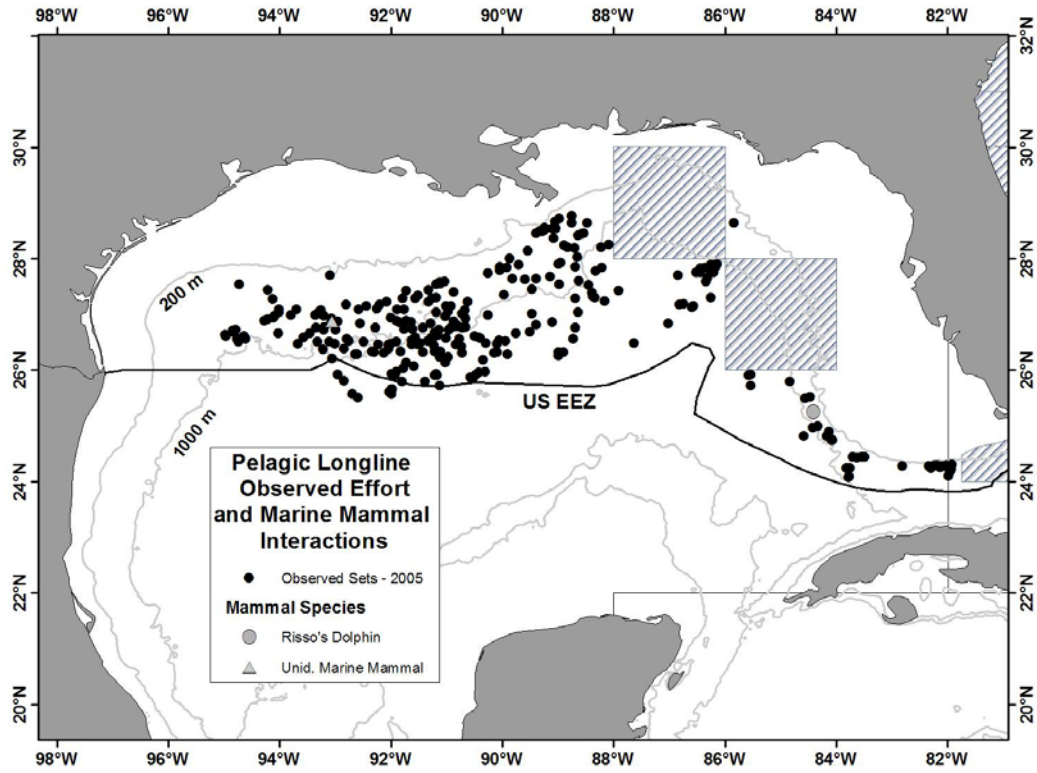 98°W 96°W 94°W 92°W 90°W 88°W 86°W 84°W 82°W
32°N 32°N
30°N 30°N
28°N 28°N
200 m
26°N 26°N
US EEZ
1000 m
24°N 24°N
Pelagic Longline
Observed Effort
and Marine Mammal
Interactions
Observed Sets - 2005
Mammal Species
Risso's Dolphin
Unid. Marine Mammal
22°N 22°N
20°N 20°N
98°W 96°W 94°W 92°W 90°W 88°W 86°W 84°W 82°W